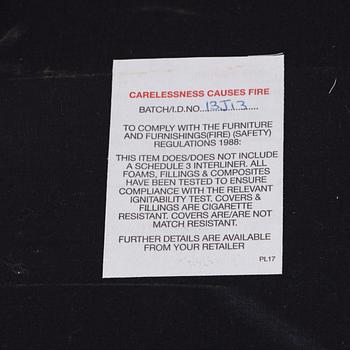 CARELESSNESS CAUSES FIRE
BATCH/I.D.NO. 13J13
TO COMPLY WITH THE FURNITURE
AND FURNISHINGS(FIRE) (SAFETY)
REGULATIONS 1988:
THIS ITEM DOES/DOES NOT INCLUDE
A SCHEDULE 3 INTERLINER. ALL
FOAMS, FILLINGS & COMPOSITES
HAVE BEEN TESTED TO ENSURE
COMPLIANCE WITH THE RELEVANT
IGNITABILITY TEST. COVERS &
FILLINGS ARE CIGARETTE
RESISTANT. COVERS ARE/ARE NOT
MATCH RESISTANT.
FURTHER DETAILS ARE AVAILABLE
FROM YOUR RETAILER
PL17